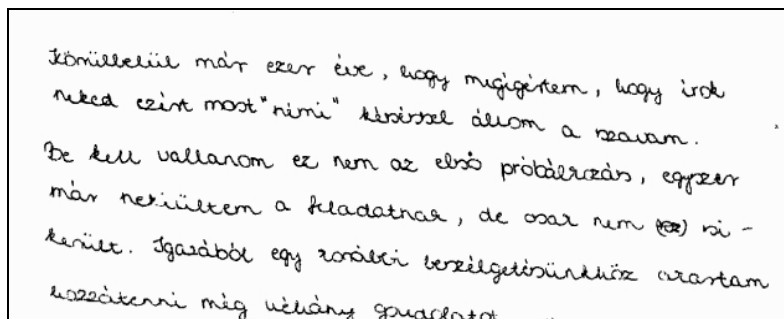 Körülbelül már ezer éve, hogy megígértem, hogy írok
neked ezért most "némi" késéssel állom a szavam.
Be kell vallanom ez nem az első próbálkozás, egyszer
már nekiültem a feladatnak, de csak nem si-
került. Igazából egy korábbi beszélgetésünkhöz akartam
hozzátenni még néhány gondolatot